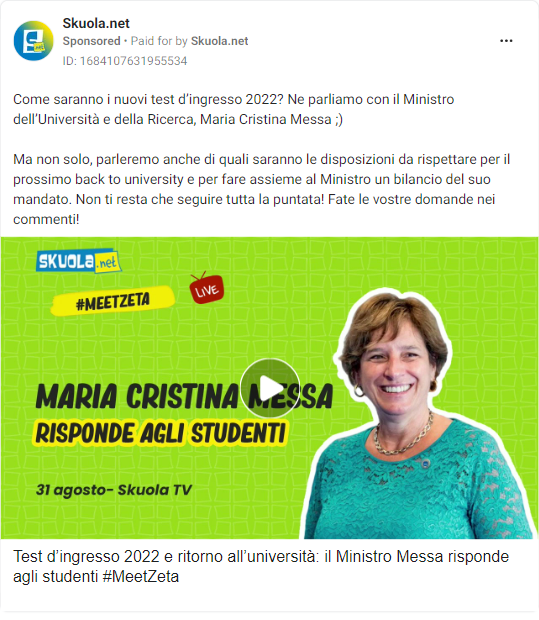 Skuola.net
Sponsored • Paid for by Skuola.net
ID: 1684107631955534
Come saranno i nuovi test d’ingresso 2022? Ne parliamo con il Ministro
dell’Università e della Ricerca, Maria Cristina Messa ;)
Ma non solo, parleremo anche di quali saranno le disposizioni da rispettare per il
prossimo back to university e per fare assieme al Ministro un bilancio del suo
mandato. Non ti resta che seguire tutta la puntata! Fate le vostre domande nei
commenti!
SKUOLA.net
#MEETZETA
LIVE
MARIA CRISTINA MESSA
RISPONDE AGLI STUDENTI
31 agosto- Skuola TV
Test d’ingresso 2022 e ritorno all’università: il Ministro Messa risponde
agli studenti #MeetZeta